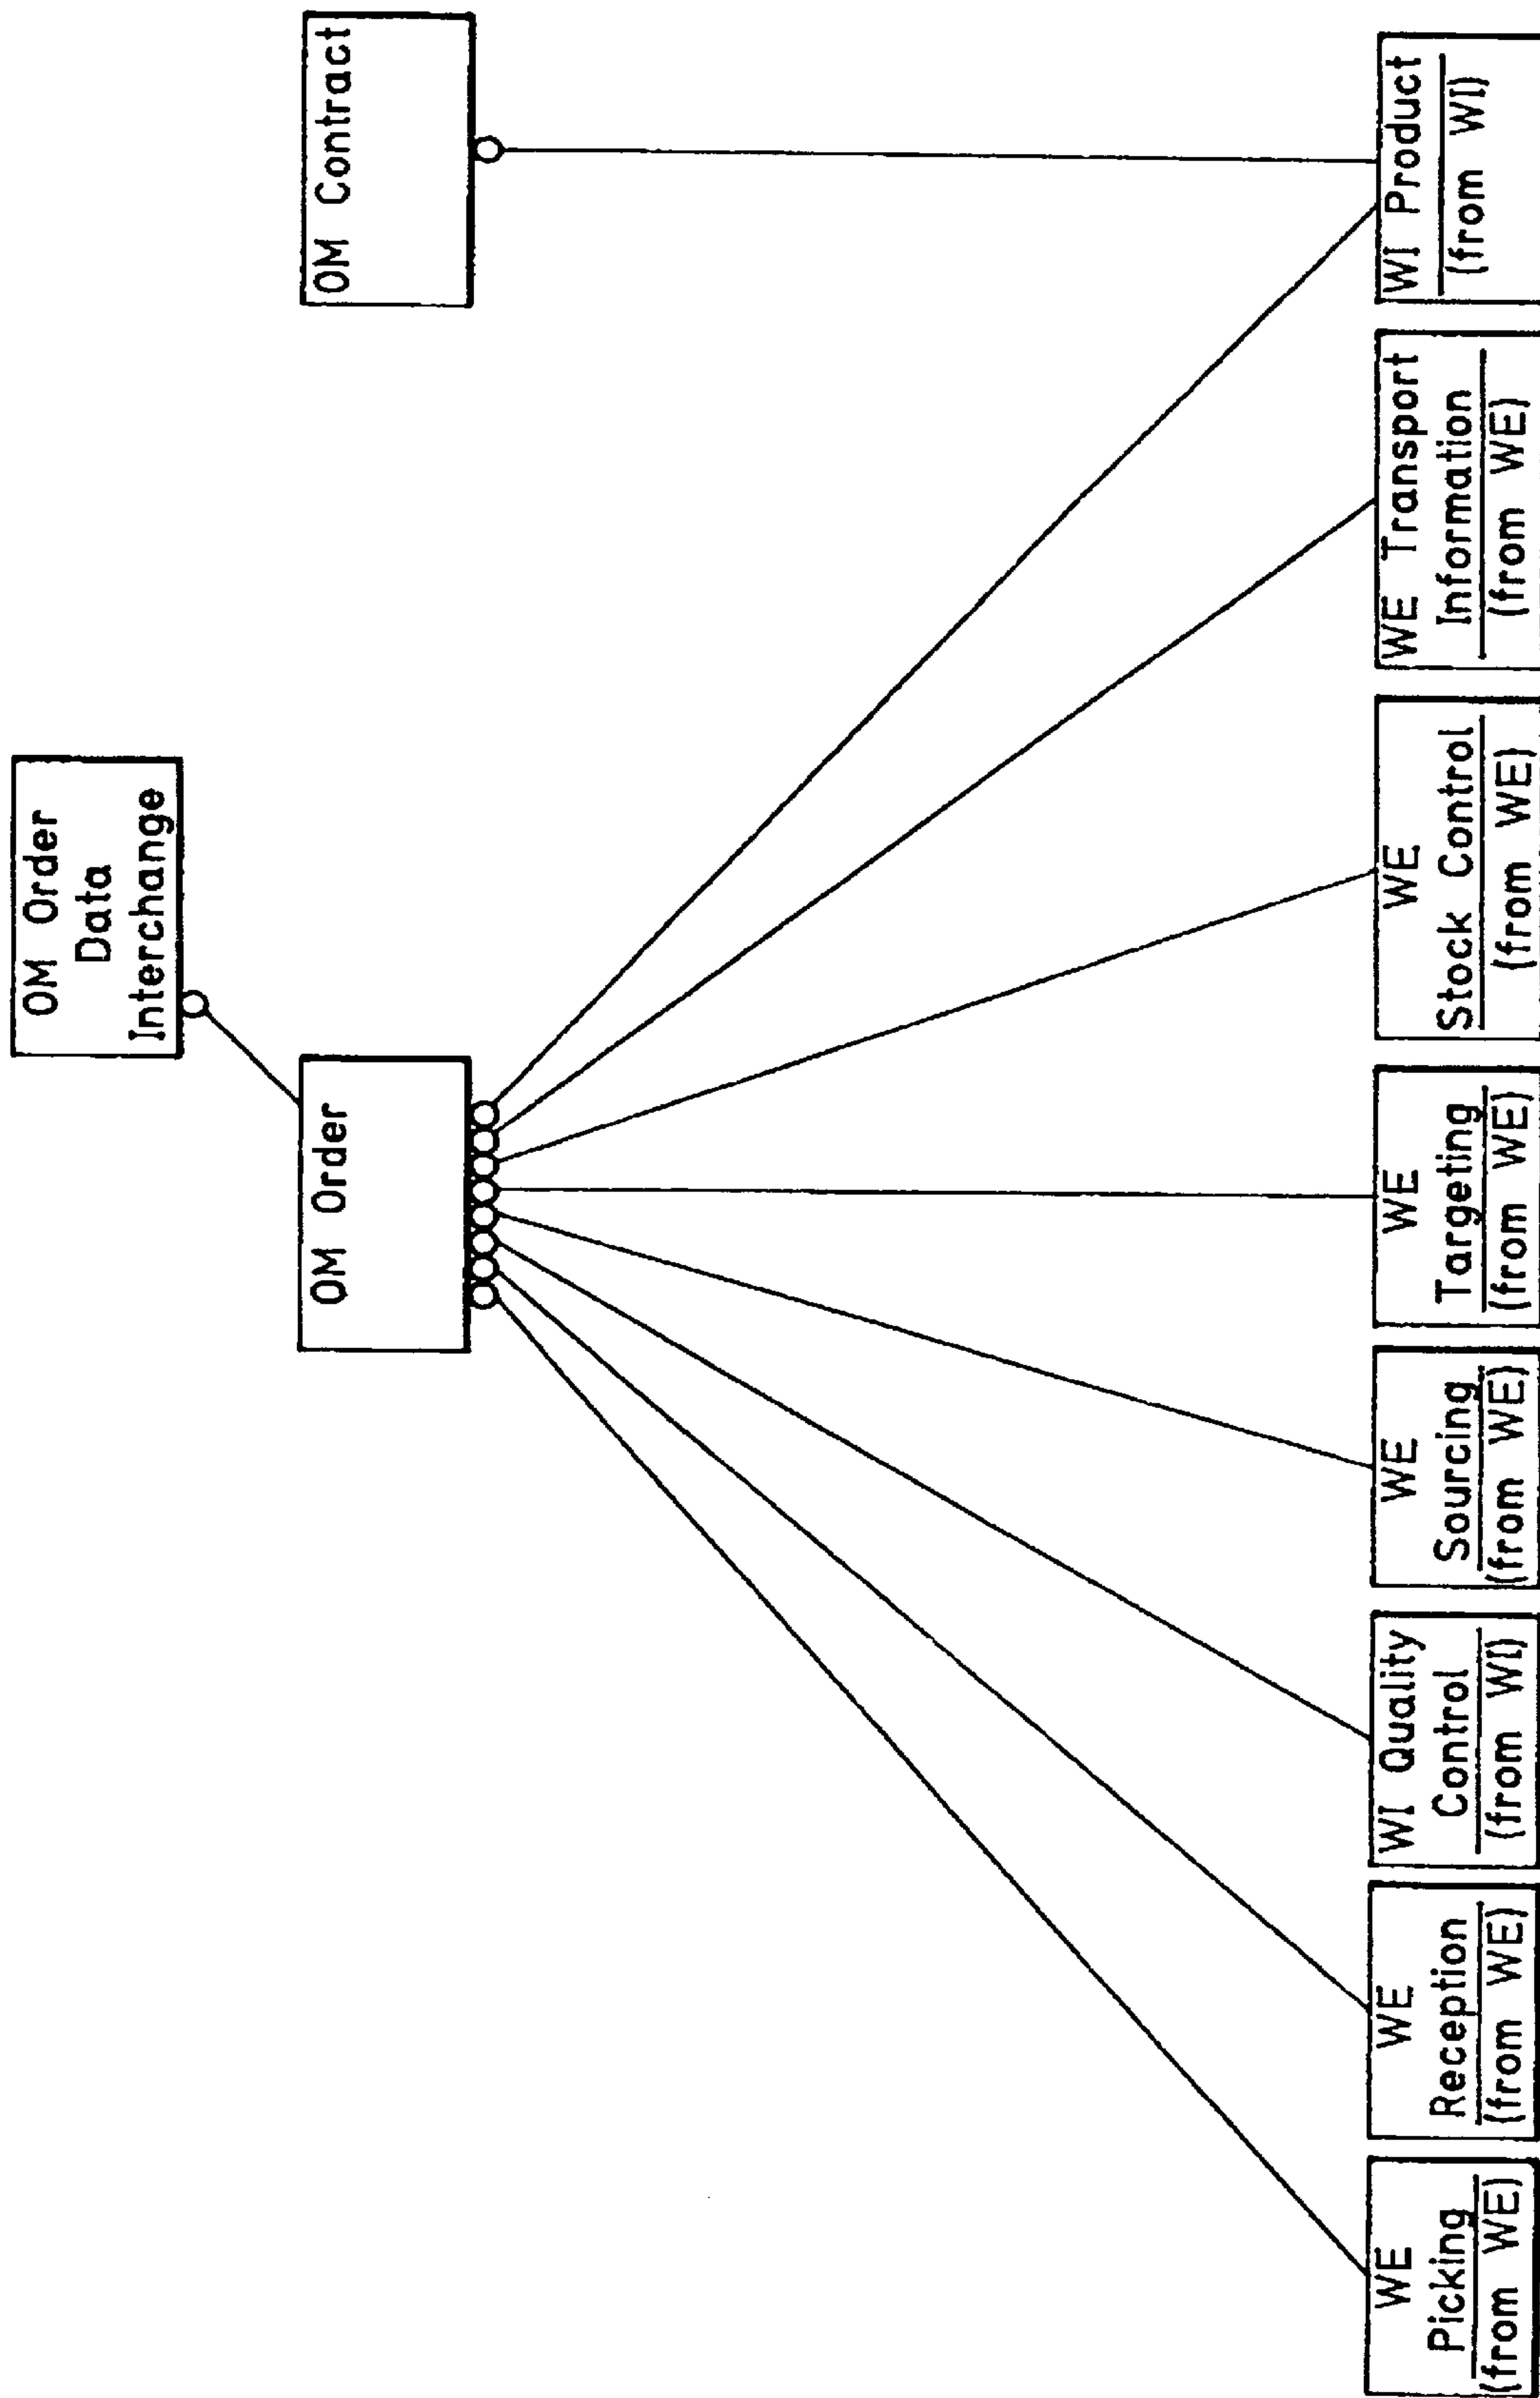 OM Order
Data
Interchange
OM Order
OM Contract
WE
Picking
(from WE)
WE
Reception
(from WE)
WI Quality
Control
(from WI)
WE
Sourcing
(from WE)
WE
Targeting
(from WE)
WE
Stock Control
(from WE)
WE Transport
Information
(from WE)
WI Product
(from WI)